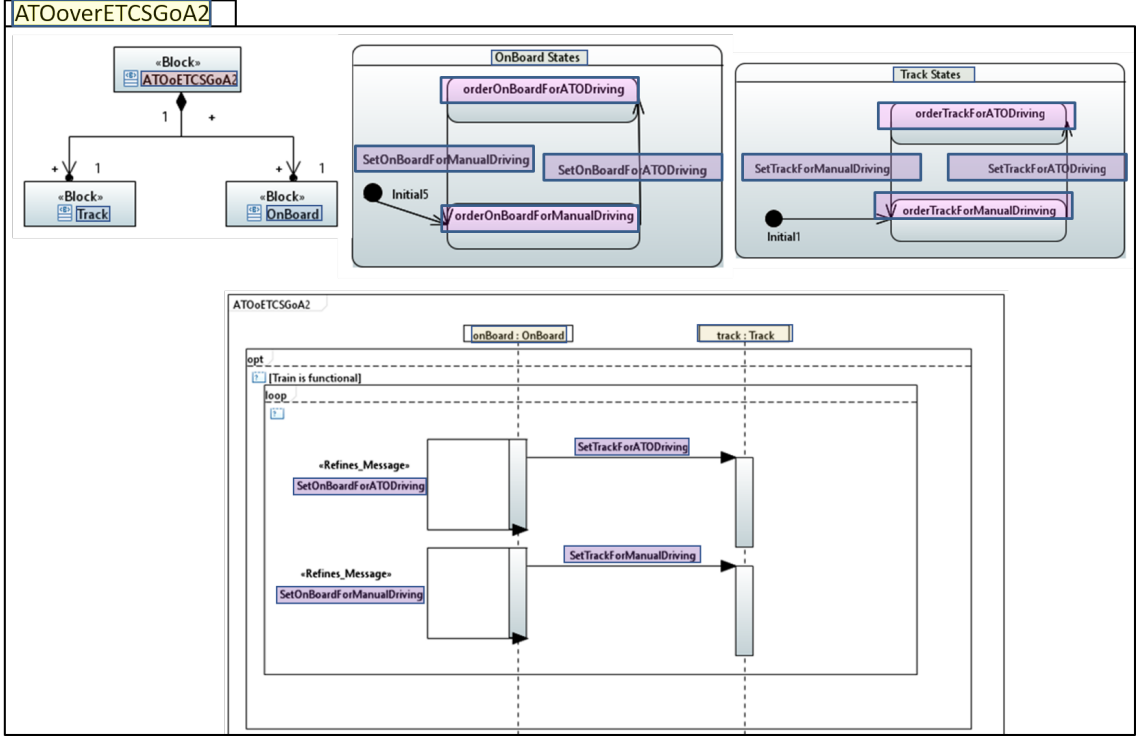 ATOoverETCSGoA2
«Block»
ATOoETCSGoA2
1 +
+ 1
+ 1
«Block»
Track
«Block»
OnBoard
OnBoard States
orderOnBoardForATODriving
SetOnBoardForManualDriving
SetOnBoardForATODriving
Initial5
orderOnBoardForManualDriving
Track States
orderTrackForATODriving
SetTrackForManualDriving
SetTrackForATODriving
orderTrackForManualDrinving
Initial1
ATOoETCSGoA2
onBoard : OnBoard
track : Track
opt
[Train is functional]
loop
SetTrackForATODriving
«Refines_Message»
SetOnBoardForATODriving
SetTrackForManualDriving
«Refines_Message»
SetOnBoardForManualDriving